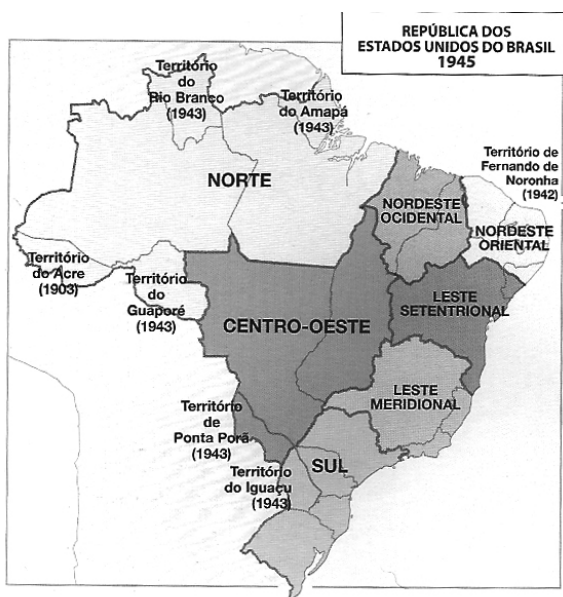 REPÚBLICA DOS
ESTADOS UNIDOS DO BRASIL
1945
Território
do
Rio Branco
(1943)
Território
do Amapá
(1943)
Território de
Fernando de
Noronha
(1942)
NORTE
NORDESTE
OCIDENTAL
NORDESTE
ORIENTAL
Território
do Acre
(1903)
Território
do
Guaporé
(1943)
CENTRO-OESTE
LESTE
SETENTRIONAL
LESTE
MERIDIONAL
Território
de
Ponta Porã
(1943)
SUL
Território
do Iguaçu
(1943)